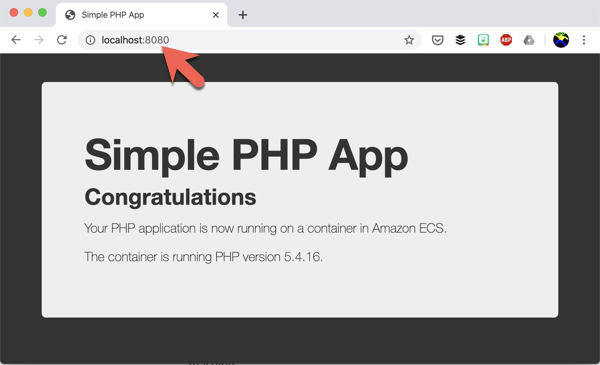 Simple PHP App
localhost:8080
ABP
Simple PHP App
Congratulations
Your PHP application is now running on a container in Amazon ECS.
The container is running PHP version 5.4.16.